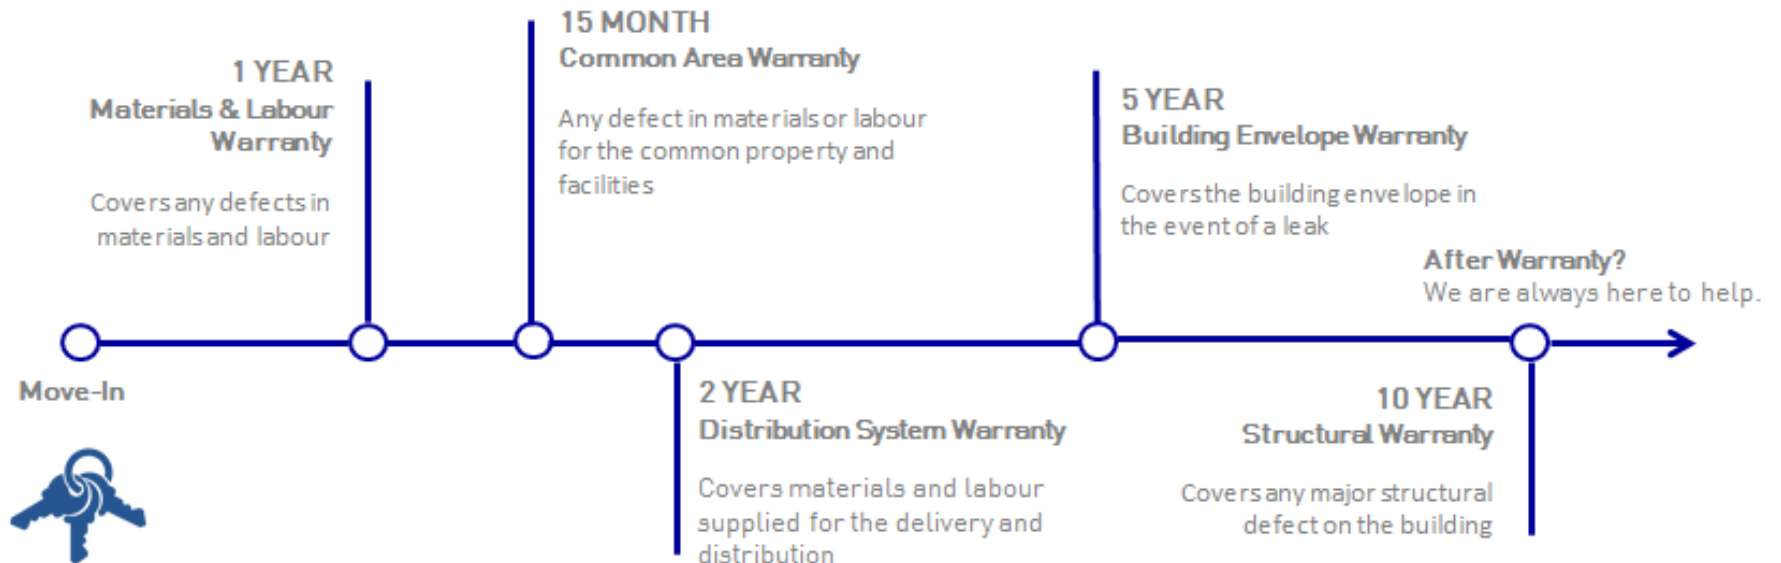 1 YEAR
Materials & Labour
Warranty
Covers any defects in
materials and labour
15 MONTH
Common Area Warranty
Any defect in materials or labour
for the common property and
facilities
5 YEAR
Building Envelope Warranty
Covers the building envelope in
the event of a leak
After Warranty?
We are always here to help.
Move-In
2 YEAR
Distribution System Warranty
Covers materials and labour
supplied for the delivery and
distribution
10 YEAR
Structural Warranty
Covers any major structural
defect on the building